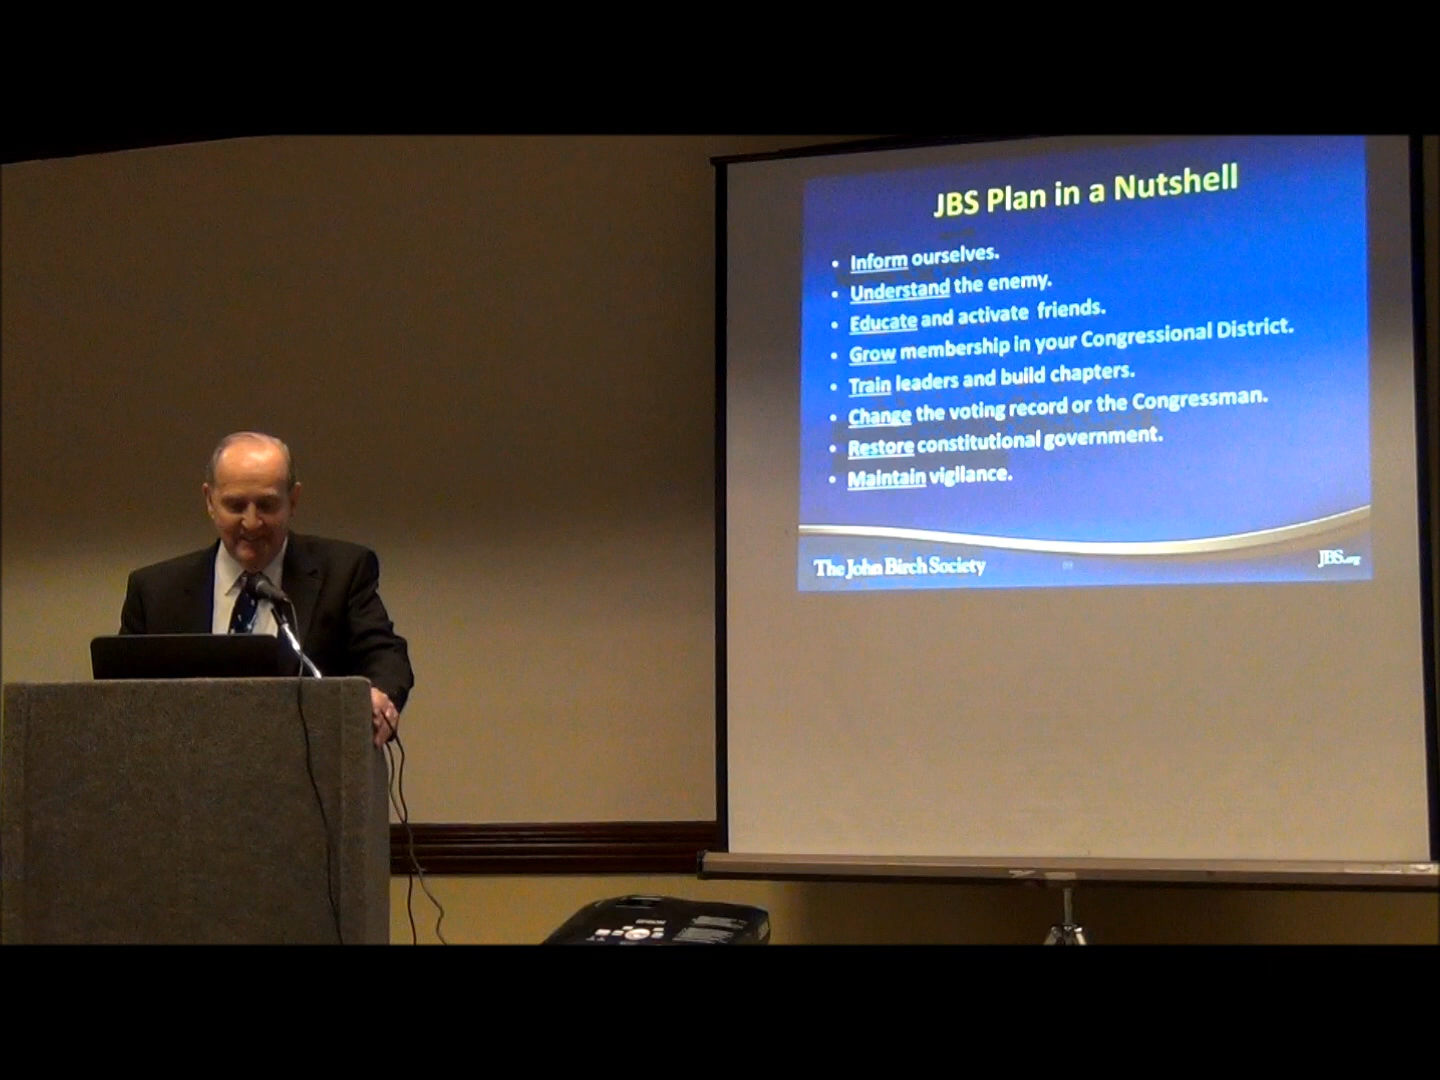 JBS Plan in a Nutshell
• Inform ourselves.
• Understand the enemy.
• Educate and activate friends.
• Grow membership in your Congressional District.
• Train leaders and build chapters.
• Change the voting record or the Congressman.
• Restore constitutional government.
• Maintain vigilance.
The John Birch Society
JBS.org
EPSON